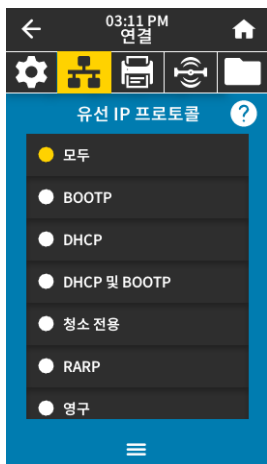 03:11 PM
연결
유선 IP 프로토콜
?
모두
BOOTP
DHCP
DHCP 및 BOOTP
청소 전용
RARP
영구